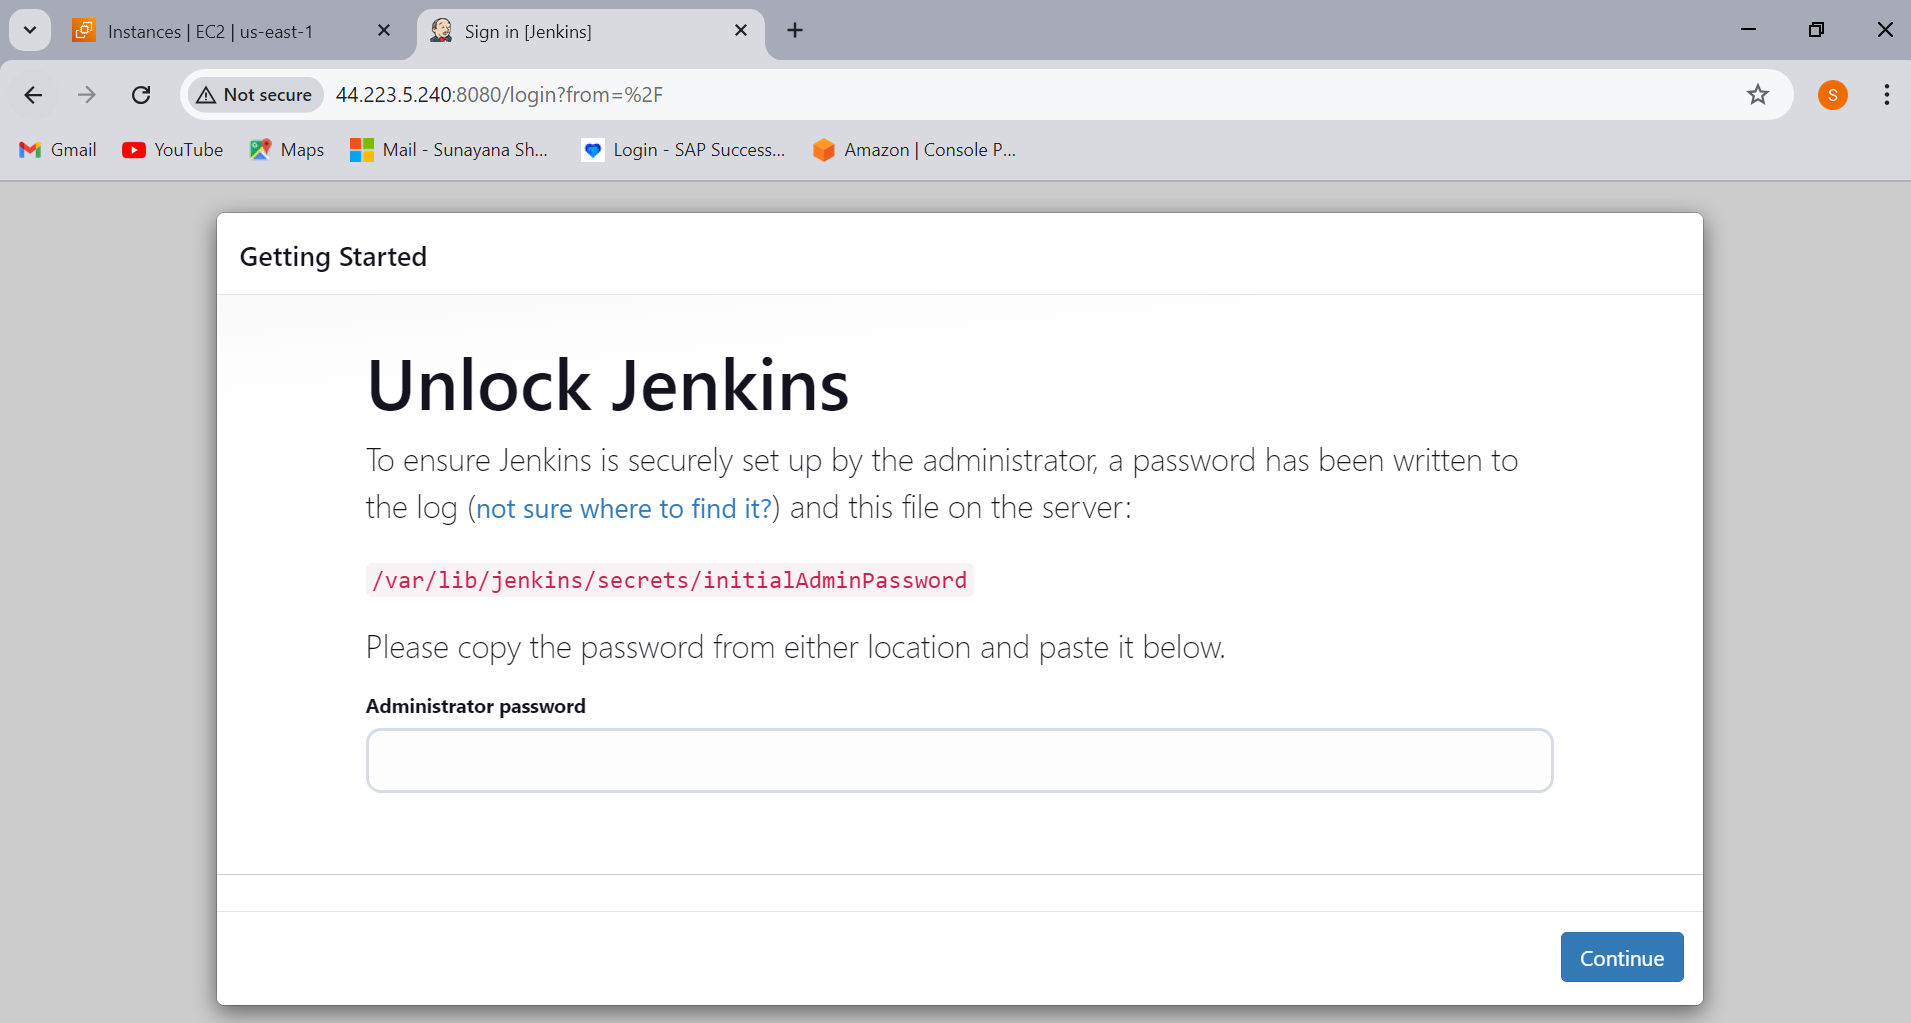 Instances | EC2 | us-east-1
Sign in [Jenkins]
Not secure
44.223.5.240:8080/login?from=%2F
S
Gmail
YouTube
Maps
Mail - Sunayana Sh...
Login - SAP Success...
Amazon | Console P...
Getting Started
Unlock Jenkins
To ensure Jenkins is securely set up by the administrator, a password has been written to
the log (not sure where to find it?) and this file on the server:
/var/lib/jenkins/secrets/initialAdminPassword
Please copy the password from either location and paste it below.
Administrator password
Continue